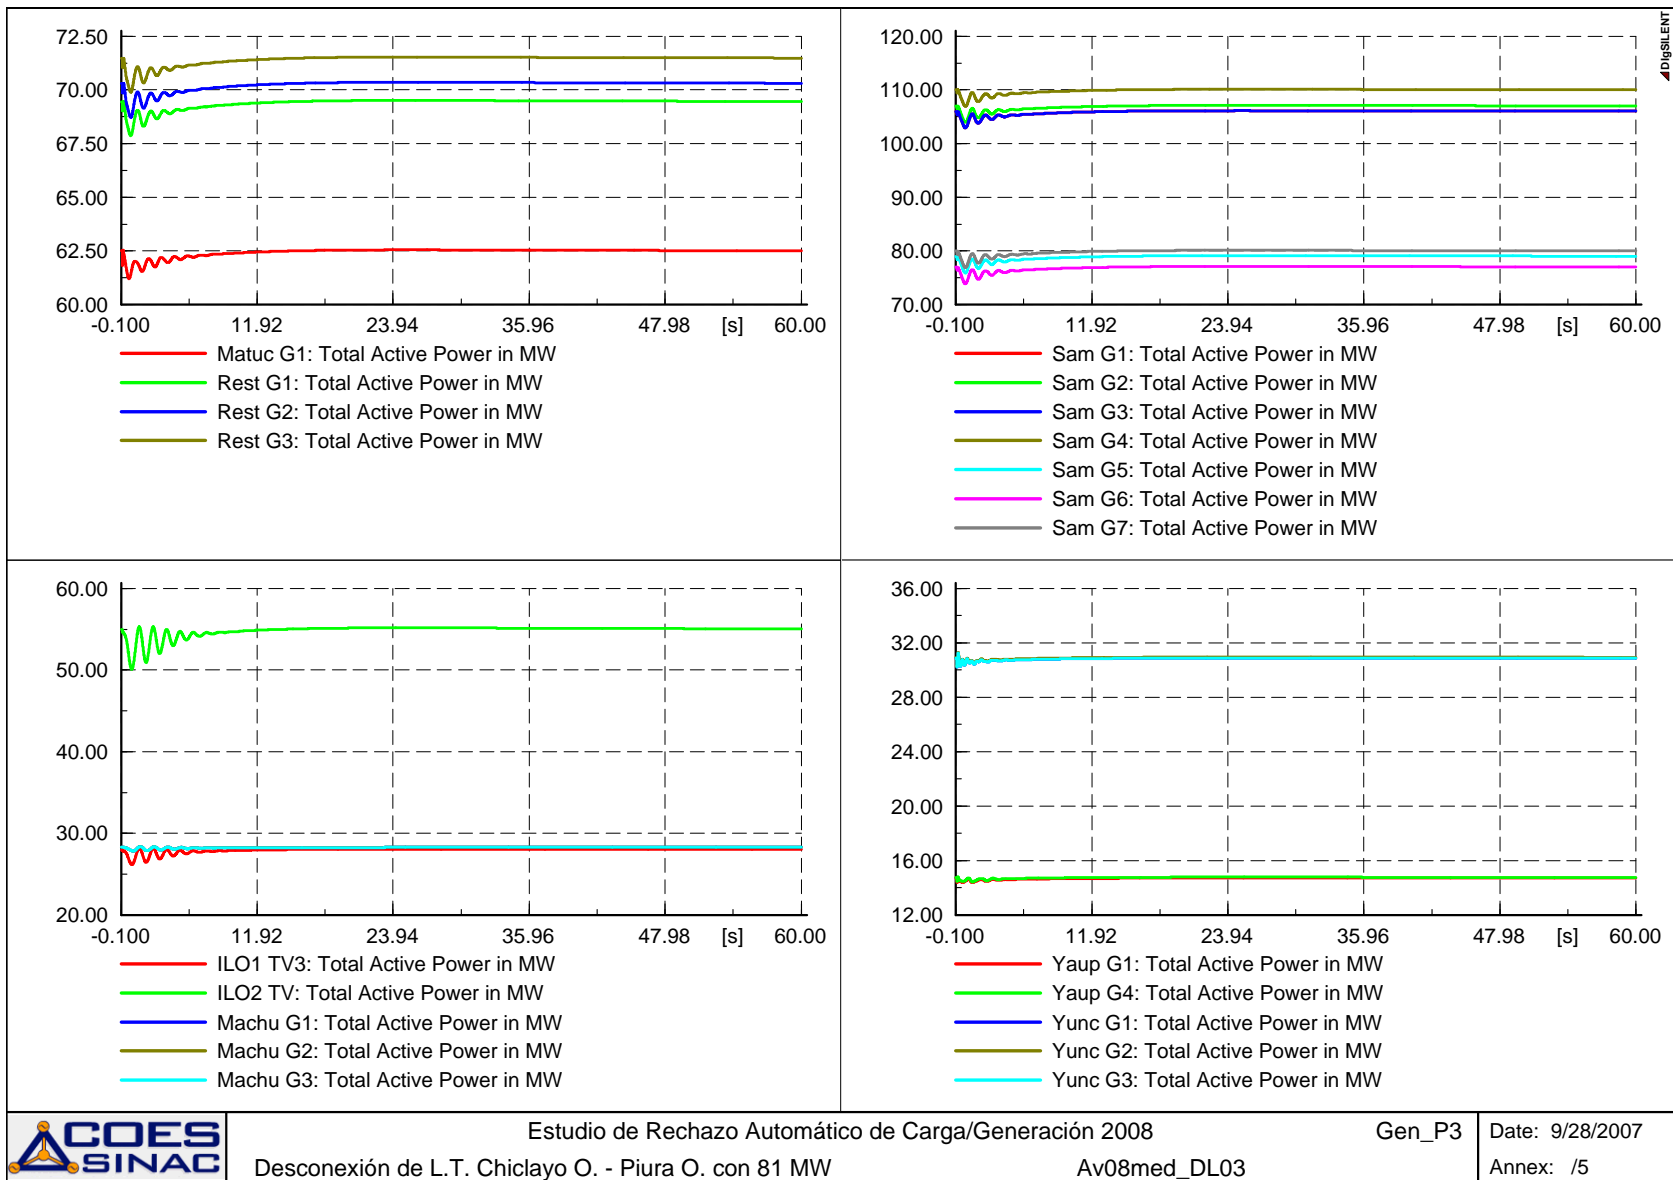 DIgSILENT
72.50
70.00
67.50
65.00
62.50
60.00
-0.100 11.92 23.94 35.96 47.98 [s] 60.00
Matuc G1: Total Active Power in MW
Rest G1: Total Active Power in MW
Rest G2: Total Active Power in MW
Rest G3: Total Active Power in MW
120.00
110.00
100.00
90.00
80.00
70.00
-0.100 11.92 23.94 35.96 47.98 [s] 60.00
Sam G1: Total Active Power in MW
Sam G2: Total Active Power in MW
Sam G3: Total Active Power in MW
Sam G4: Total Active Power in MW
Sam G5: Total Active Power in MW
Sam G6: Total Active Power in MW
Sam G7: Total Active Power in MW
60.00
50.00
40.00
30.00
20.00
-0.100 11.92 23.94 35.96 47.98 [s] 60.00
ILO1 TV3: Total Active Power in MW
ILO2 TV: Total Active Power in MW
Machu G1: Total Active Power in MW
Machu G2: Total Active Power in MW
Machu G3: Total Active Power in MW
36.00
32.00
28.00
24.00
20.00
16.00
12.00
-0.100 11.92 23.94 35.96 47.98 [s] 60.00
Yaup G1: Total Active Power in MW
Yaup G4: Total Active Power in MW
Yunc G1: Total Active Power in MW
Yunc G2: Total Active Power in MW
Yunc G3: Total Active Power in MW
COES
SINAC
Estudio de Rechazo Automático de Carga/Generación 2008 Gen_P3
Desconexión de L.T. Chiclayo O. - Piura O. con 81 MW Av08med_DL03
Date: 9/28/2007
Annex: /5